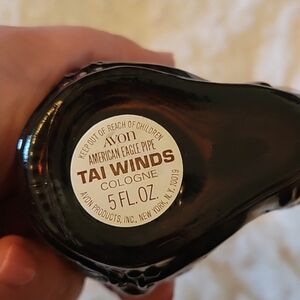 KEEP OUT OF REACH OF CHILDREN
Avon
AMERICAN EAGLE PIPE
TAI WINDS
COLOGNE
5 FL. OZ.
AVON PRODUCTS, INC., NEW YORK, N.Y. 10019